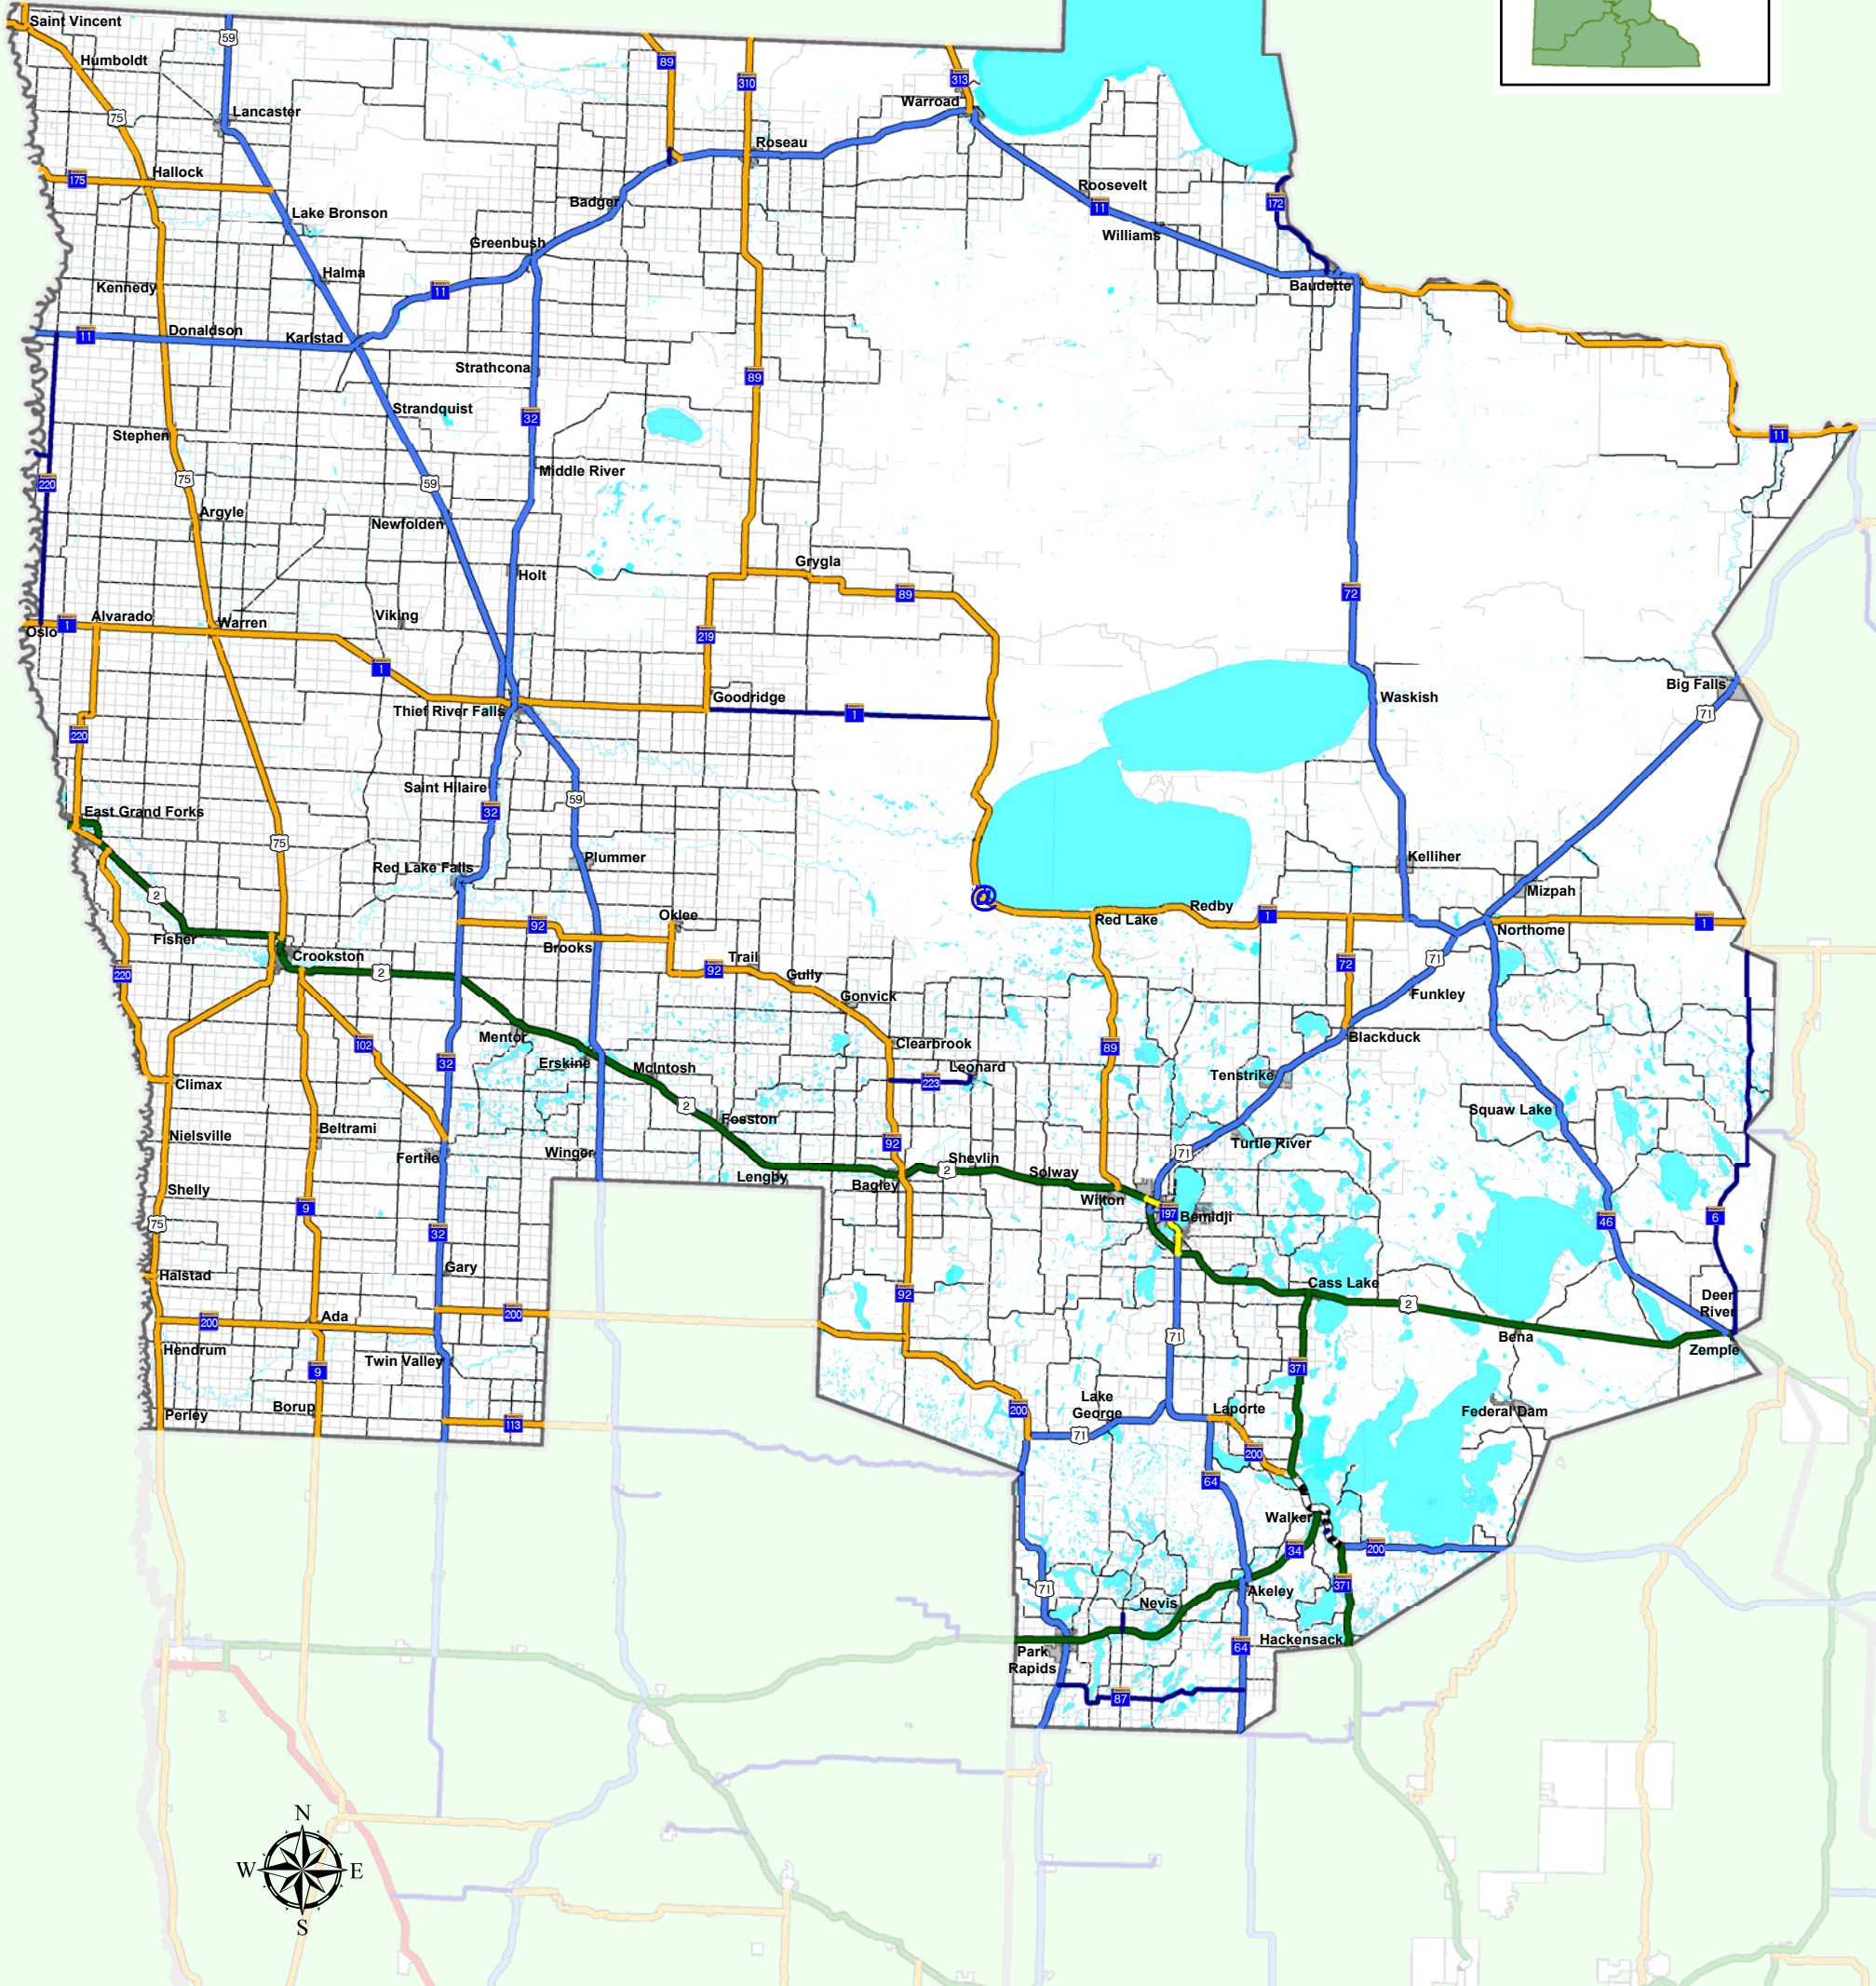 Saint Vincent
59
89
Humboldt
310
313
Warroad
Lancaster
75
Roseau
Hallock
175
Roosevelt
Badger
172
11
Lake Bronson
Williams
Greenbush
Halma
Kennedy
11
Baudette
Donaldson
11
Karlstad
Strathcona
89
Strandquist
32
Stephen
11
Middle River
75
59
220
Argyle
Newfolden
Grygla
Holt
89
72
Alvarado
Viking
Warren
1
Oslo
219
1
Big Falls
Goodridge
Waskish
Thief River Falls
1
71
220
Saint Hilaire
59
32
East Grand Forks
75
Plummer
Kelliher
Red Lake Falls
Mizpah
2
@
Redby
Oklee
1
Red Lake
92
1
Northome
Fisher
Brooks
Crookston
Trail
71
72
220
2
92
Gully
Funkley
Gonvick
Mentor
Blackduck
102
Clearbrook
89
32
Erskine
McIntosh
Leonard
Tenstrike
Climax
223
2
Squaw Lake
Fosston
Beltrami
Nielsville
Turtle River
92
Winger
71
Fertile
Shevlin
2
Solway
Lengby
Bagley
Shelly
Wilton
9
197
Bemidji
6
75
46
32
Gary
Halstad
Cass Lake
92
Deer
River
2
200
Ada
200
71
Bena
Hendrum
Zemple
Twin Valley
371
9
Lake
George
Borup
Laporte
200
Federal Dam
Perley
113
71
200
64
Walker
34
200
371
71
Akeley
Nevis
Hackensack
64
Park
Rapids
87
N
W
E
S